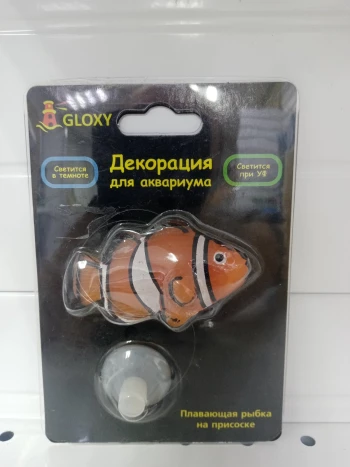 GLOXY
Светится
в темноте
Декорация
для аквариума
Светится
при УФ
Плавающая рыбка
на присоске